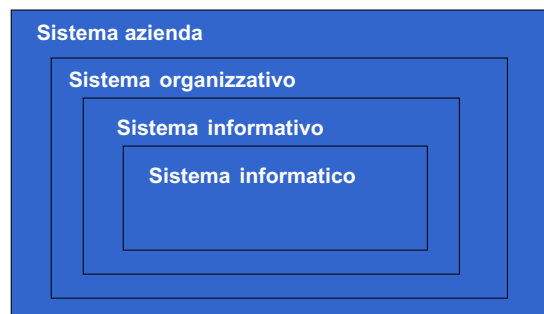 Sistema azienda
Sistema organizzativo
Sistema informativo
Sistema informatico